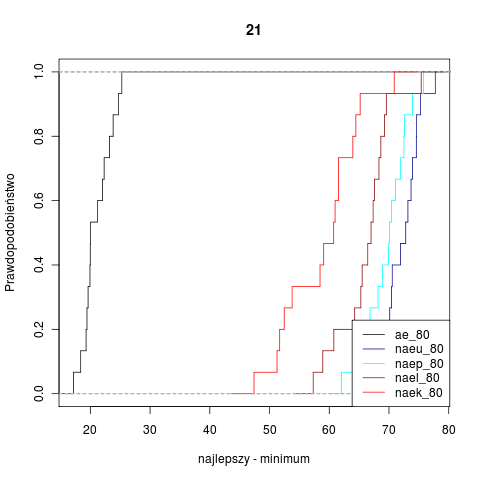 21
Prawdopodobieństwo
1.0
0.8
0.6
0.4
0.2
0.0
ae_80
naeu_80
naep_80
nael_80
naek_80
20 30 40 50 60 70 80
najlepszy - minimum